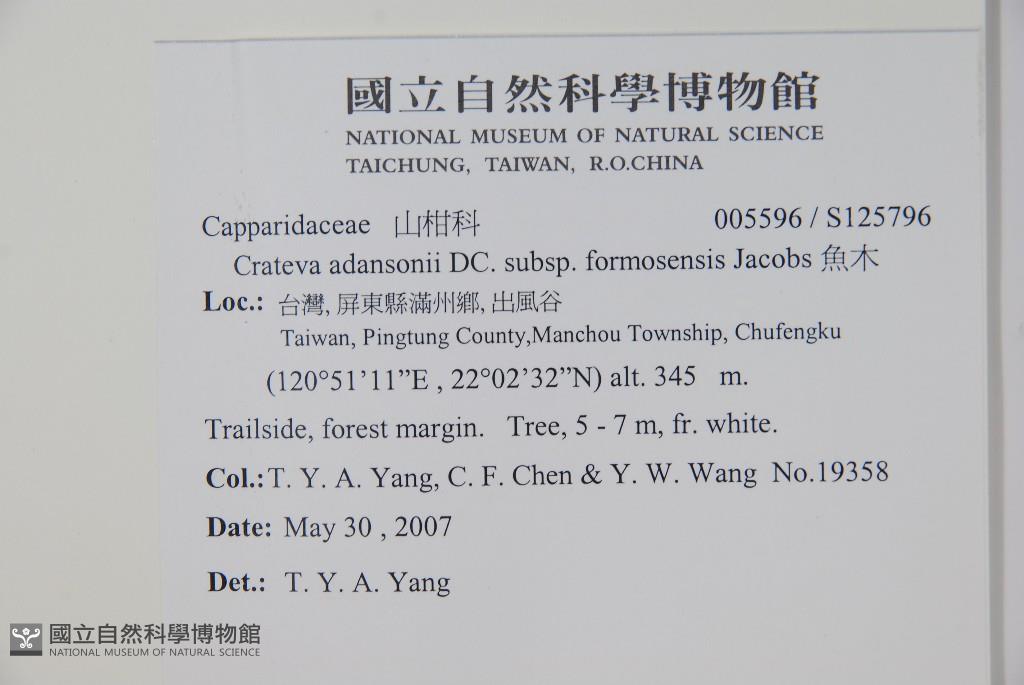 國立自然科學博物館
NATIONAL MUSEUM OF NATURAL SCIENCE
TAICHUNG, TAIWAN, R.O.CHINA
Capparidaceae 山柑科 005596 / S125796
Crateva adansonii DC. subsp. formosensis Jacobs 魚木
Loc.: 台灣, 屏東縣滿州鄉, 出風谷
Taiwan, Pingtung County,Manchou Township, Chufengku
(120°51’11”E , 22°02’32”N) alt. 345 m.
Trailside, forest margin. Tree, 5 - 7 m, fr. white.
Col.: T. Y. A. Yang, C. F. Chen & Y. W. Wang No.19358
Date: May 30 , 2007
Det.: T. Y. A. Yang
國立自然科學博物館
NATIONAL MUSEUM OF NATURAL SCIENCE